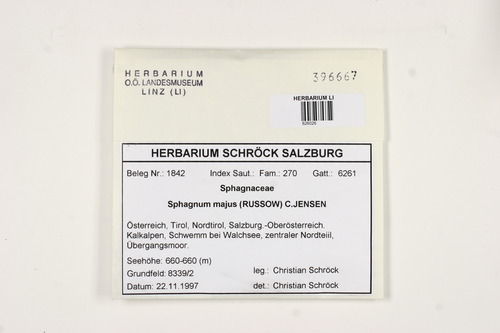 HERBARIUM
O.Ö. LANDESMUSEUM
LINZ (LI)
396667
HERBARIUM LI
HERBARIUM SCHRÖCK SALZBURG
Beleg Nr.: 1842 Index Saut.: Fam.: 270 Gatt.: 6261
Sphagnaceae
Sphagnum majus (RUSSOW) C.JENSEN
Österreich, Tirol, Nordtirol, Salzburg.-Oberösterreich,
Kalkalpen, Schwemm bei Walchsee, zentraler Nordteiil,
Übergangsmoor.
Seehöhe: 660-660 (m)
Grundfeld: 8339/2 leg.: Christian Schröck
Datum: 22.11.1997 det.: Christian Schröck